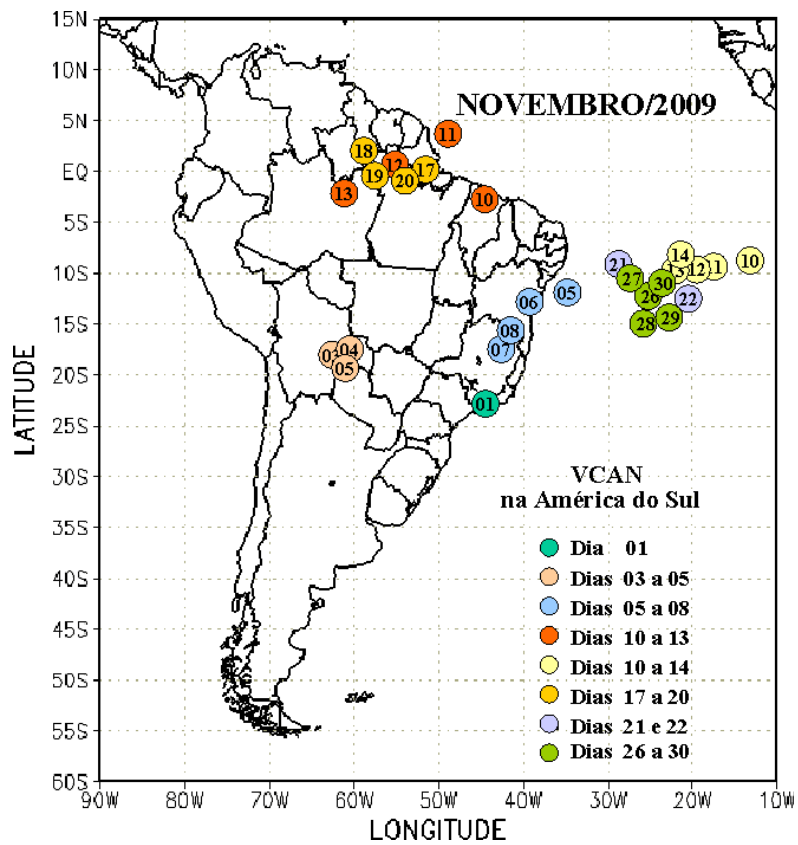 15N
10N
5N
EQ
5S
10S
15S
20S
25S
30S
35S
40S
45S
50S
55S
60S
LATITUDE
NOVEMBRO/2009
11
18
12
17
19
20
13
10
14
10
21
13
12
11
27
30
26
22
05
06
28
29
08
07
04
03
05
01
VCAN
na América do Sul
Dia 01
Dias 03 a 05
Dias 05 a 08
Dias 10 a 13
Dias 10 a 14
Dias 17 a 20
Dias 21 e 22
Dias 26 a 30
90W 80W 70W 60W 50W 40W 30W 20W 10W
LONGITUDE